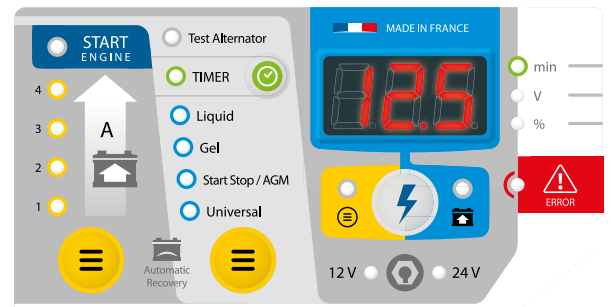 START
ENGINE
4
3
2
1
A
Automatic
Recovery
Test Alternator
TIMER
Liquid
Gel
Start Stop / AGM
Universal
MADE IN FRANCE
12.5
min
V
%
ERROR
12 V
24 V